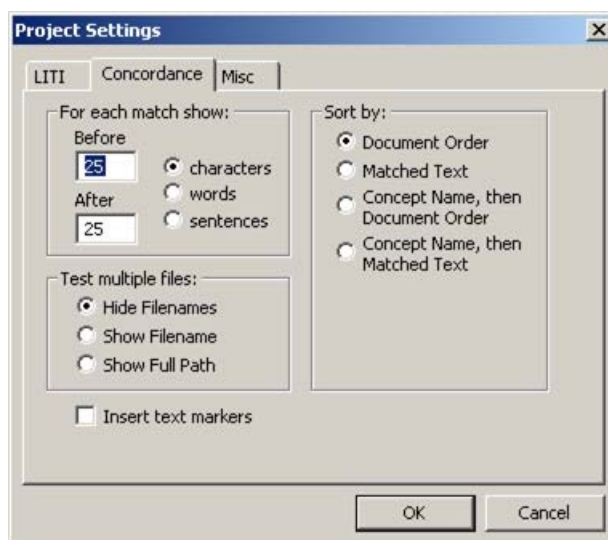 Project Settings
LITI Concordance Misc
For each match show:
Before
25
After
25
characters
words
sentences
Test multiple files:
Hide Filenames
Show Filename
Show Full Path
Insert text markers
Sort by:
Document Order
Matched Text
Concept Name, then
Document Order
Concept Name, then
Matched Text
OK Cancel